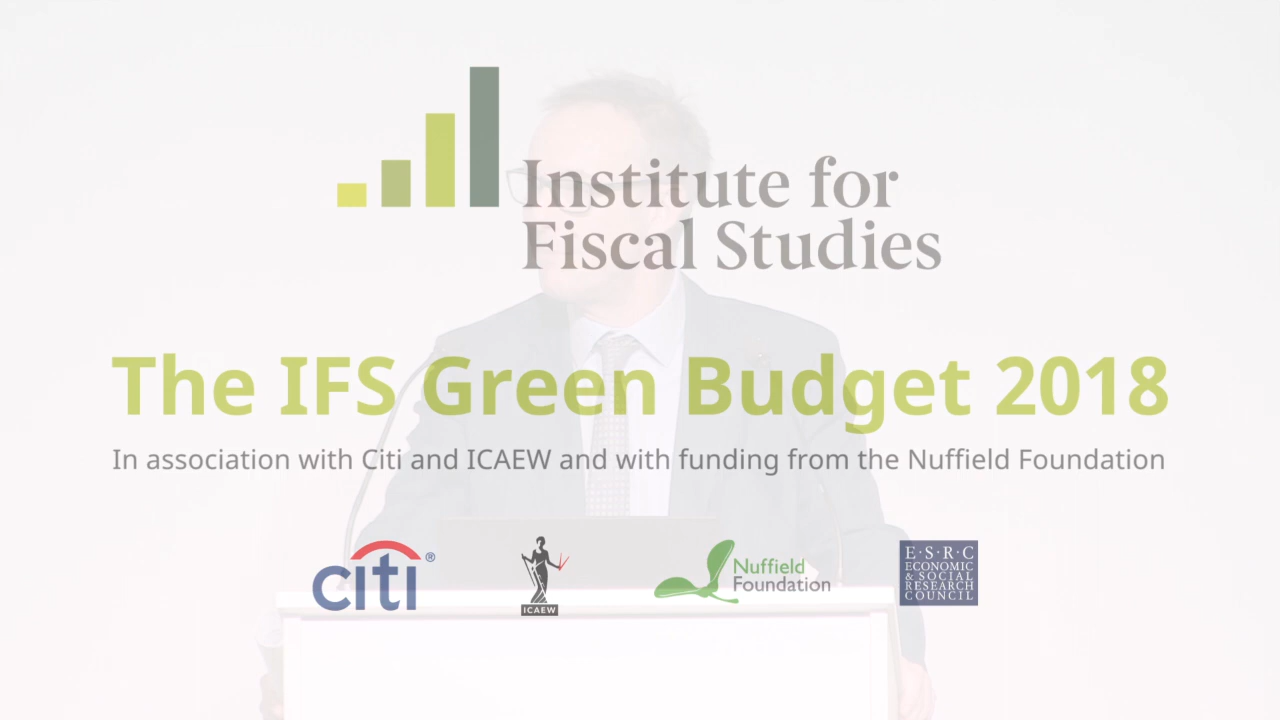 Institute for
Fiscal Studies
The IFS Green Budget 2018
In association with Citi and ICAEW and with funding from the Nuffield Foundation
citi®
ICAEW
Nuffield
Foundation
E·S·R·C
ECONOMIC
& SOCIAL
RESEARCH
COUNCIL